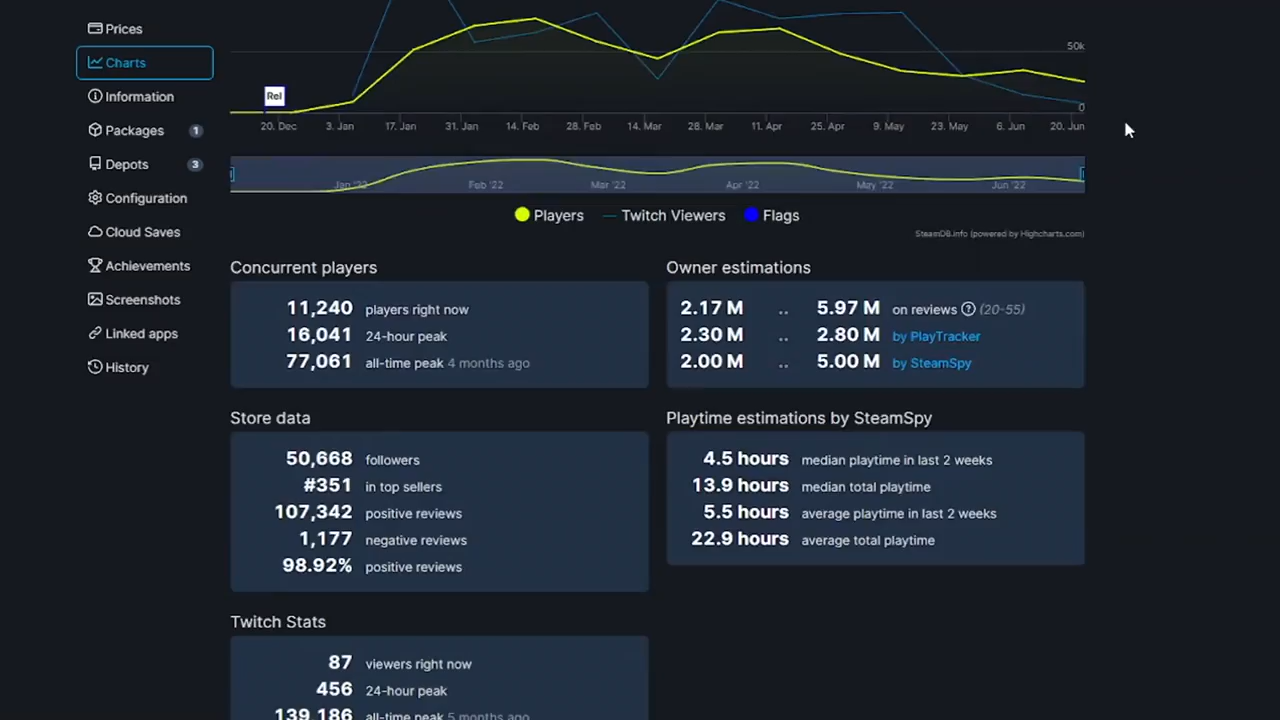 Prices
Charts
Information
Packages 1
Depots 3
Configuration
Cloud Saves
Achievements
Screenshots
Linked apps
History
50k
0
Rel
20. Dec 3. Jan 17. Jan 31. Jan 14. Feb 28. Feb 14. Mar 28. Mar 11. Apr 25. Apr 9. May 23. May 6. Jun 20. Jun
Jan '22 Feb '22 Mar '22 Apr '22 May '22 Jun '22
Players Twitch Viewers Flags
SteamDB.info (powered by Highcharts.com)
Concurrent players
11,240 players right now
16,041 24-hour peak
77,061 all-time peak 4 months ago
Owner estimations
2.17 M .. 5.97 M on reviews ? (20-55)
2.30 M .. 2.80 M by PlayTracker
2.00 M .. 5.00 M by SteamSpy
Store data
50,668 followers
#351 in top sellers
107,342 positive reviews
1,177 negative reviews
98.92% positive reviews
Playtime estimations by SteamSpy
4.5 hours median playtime in last 2 weeks
13.9 hours median total playtime
5.5 hours average playtime in last 2 weeks
22.9 hours average total playtime
Twitch Stats
87 viewers right now
456 24-hour peak
139,186 all-time peak 5 months ago